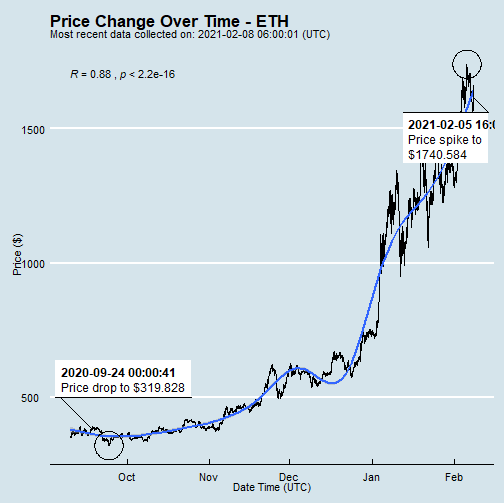 Price Change Over Time - ETH
Most recent data collected on: 2021-02-08 06:00:01 (UTC)
R = 0.88 , p < 2.2e-16
1500
2021-02-05 16:0
Price spike to
$1740.584
Price ($)
1000
2020-09-24 00:00:41
Price drop to $319.828
500
Oct Nov Dec Jan Feb
Date Time (UTC)